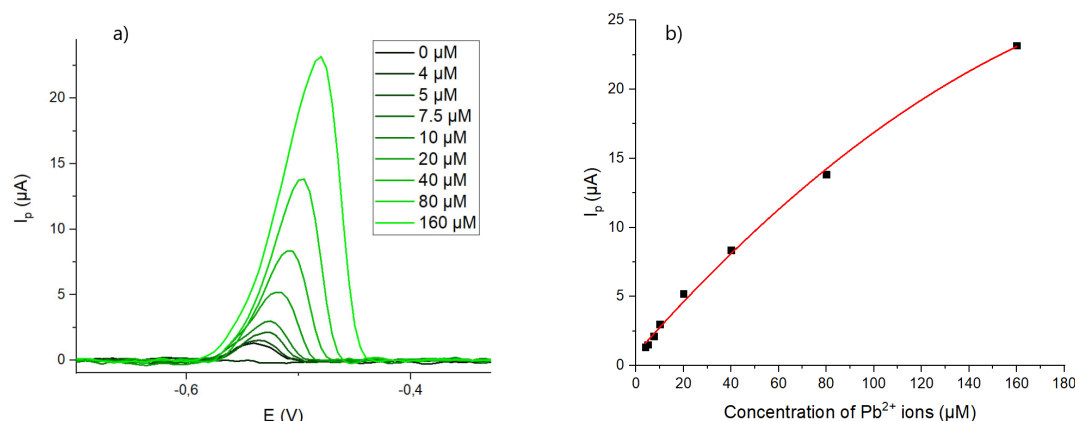 a)
0 µM
4 µM
5 µM
7.5 µM
10 µM
20 µM
40 µM
80 µM
160 µM
20
15
10
5
0
Iₚ (µA)
-0,6
-0,4
E (V)
b)
25
20
15
10
5
0
Iₚ (µA)
0
20
40
60
80
100
120
140
160
180
Concentration of Pb²⁺ ions (µM)